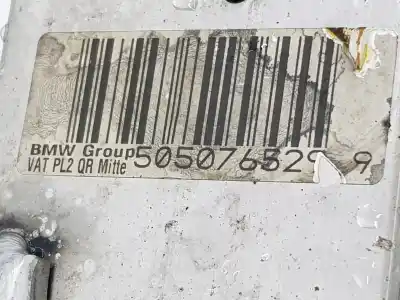 BMW Group 505076529 9
VAT PL2 QR Mitte